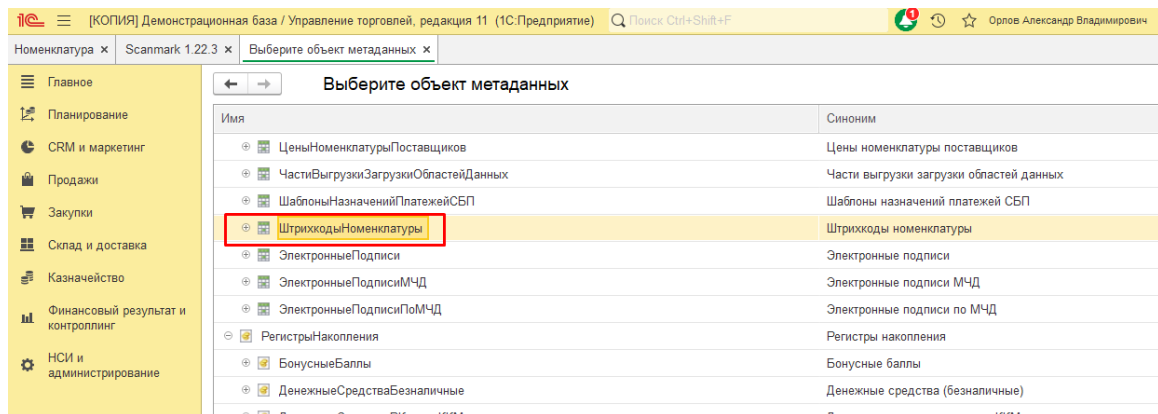 1С [КОПИЯ] Демонстрационная база / Управление торговлей, редакция 11 (1С:Предприятие) Поиск Ctrl+Shift+F 1 Орлов Александр Владимирович
Номенклатура × Scanmark 1.22.3 × Выберите объект метаданных ×
Главное
Планирование
CRM и маркетинг
Продажи
Закупки
Склад и доставка
Казначейство
Финансовый результат и
контроллинг
НСИ и
администрирование
Выберите объект метаданных
Имя Синоним
ЦеныНоменклатурыПоставщиков Цены номенклатуры поставщиков
ЧастиВыгрузкиЗагрузкиОбластейДанных Части выгрузки загрузки областей данных
ШаблоныНазначенийПлатежейСБП Шаблоны назначений платежей СБП
ШтрихкодыНоменклатуры Штрихкоды номенклатуры
ЭлектронныеПодписи Электронные подписи
ЭлектронныеПодписиМЧД Электронные подписи МЧД
ЭлектронныеПодписиПоМЧД Электронные подписи по МЧД
РегистрыНакопления Регистры накопления
БонусныеБаллы Бонусные баллы
ДенежныеСредстваБезналичные Денежные средства (безналичные)